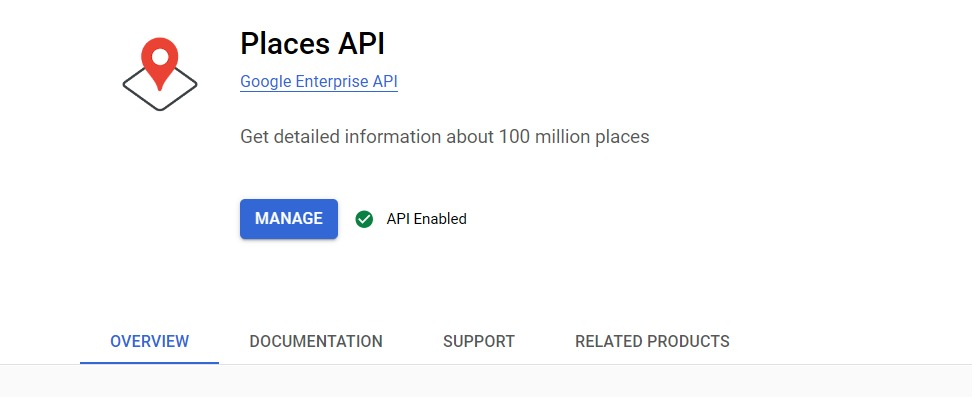 Places API
Google Enterprise API
Get detailed information about 100 million places
MANAGE API Enabled
OVERVIEW DOCUMENTATION SUPPORT RELATED PRODUCTS